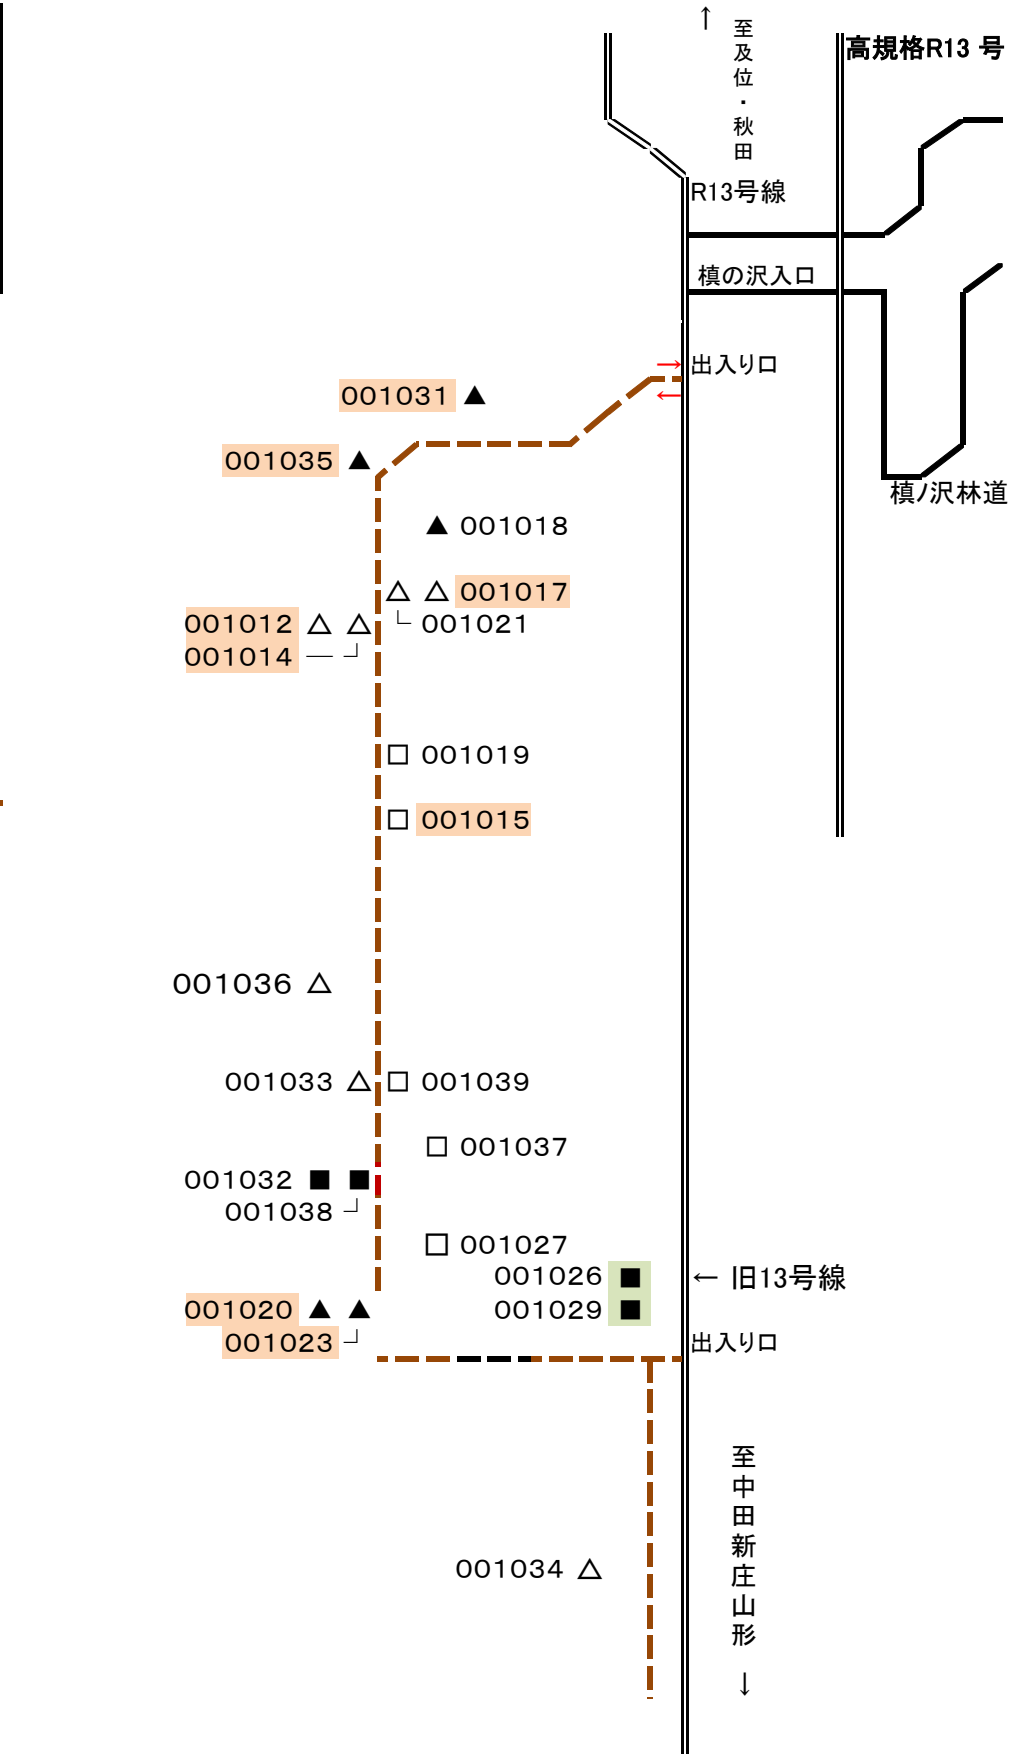 ↑
至及位・秋田
高規格R13 号
R13号線
槙の沢入口
→ 出入り口
←
001031 ▲
001035 ▲
槙ノ沢林道
▲ 001018
△ △ 001017
001012 △ △ └ 001021
001014 ― ┘
□ 001019
□ 001015
001036 △
001033 △ □ 001039
□ 001037
001032 ■ ■
001038 ┘
□ 001027
001026 ■ ← 旧13号線
001020 ▲ ▲ 001029 ■
001023 ┘ 出入り口
至中田新庄山形
001034 △
↓